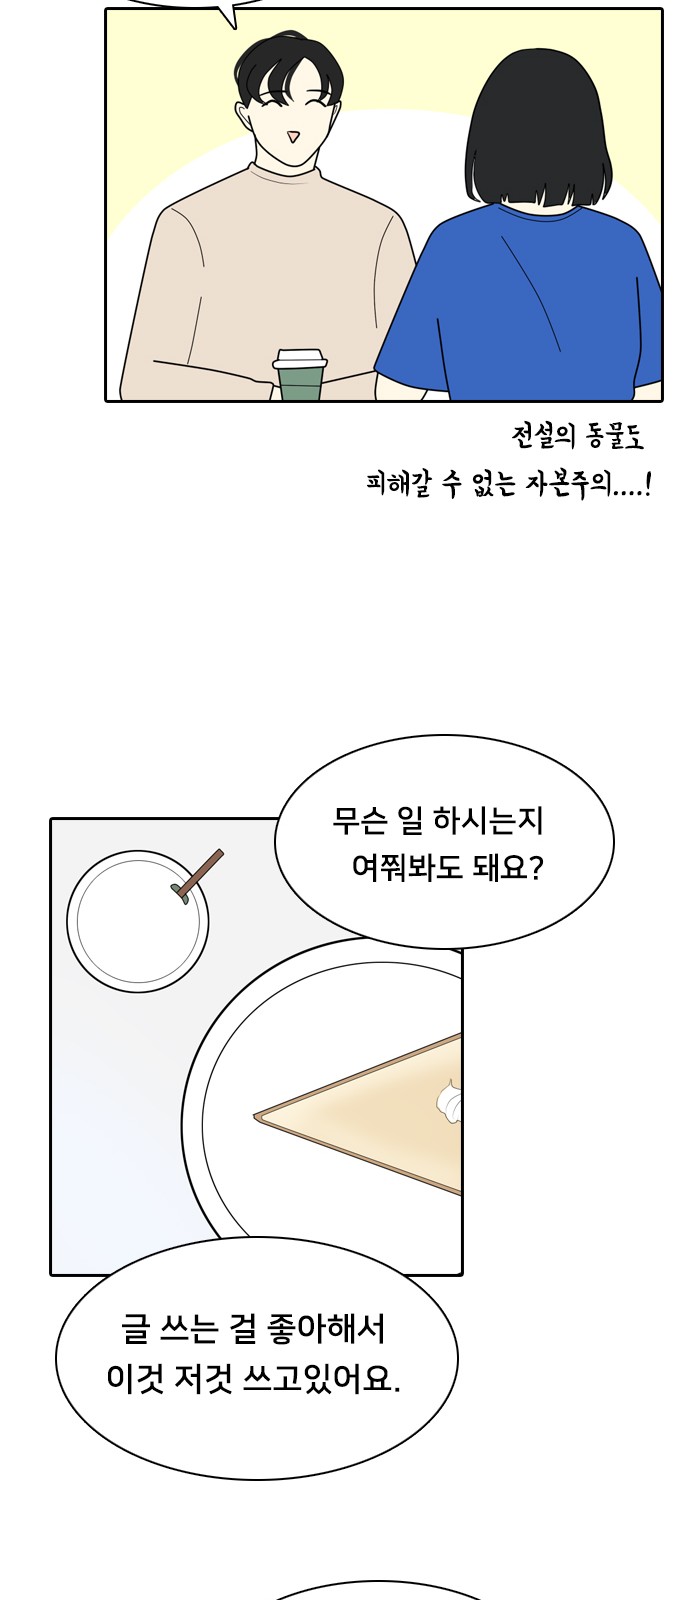 전설의 동물도
피해갈 수 없는 자본주의....!
무슨 일 하시는지
여쭤봐도 돼요?
글 쓰는 걸 좋아해서
이것 저것 쓰고있어요.